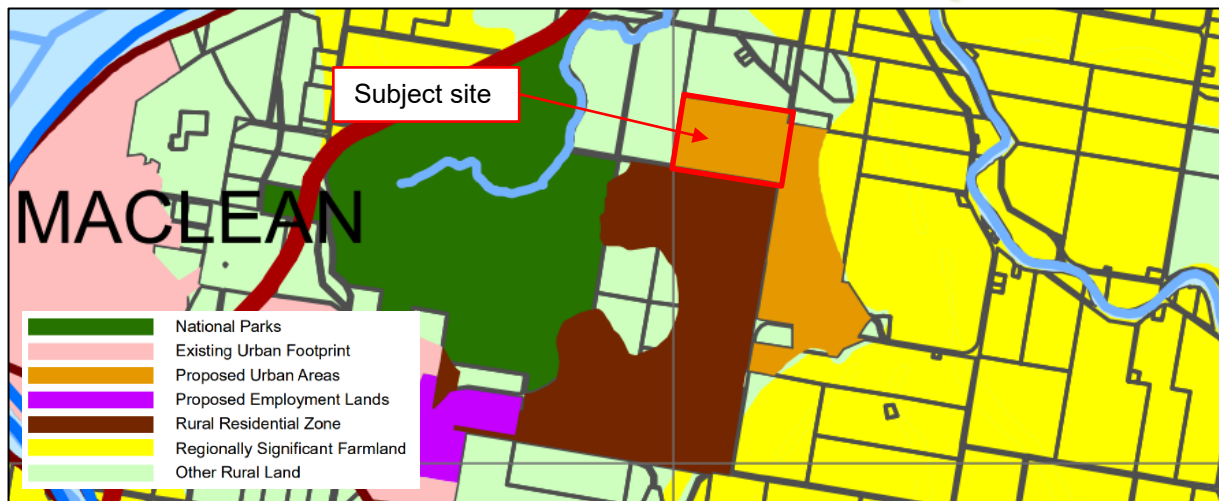 Subject site
MACLEAN
National Parks
Existing Urban Footprint
Proposed Urban Areas
Proposed Employment Lands
Rural Residential Zone
Regionally Significant Farmland
Other Rural Land